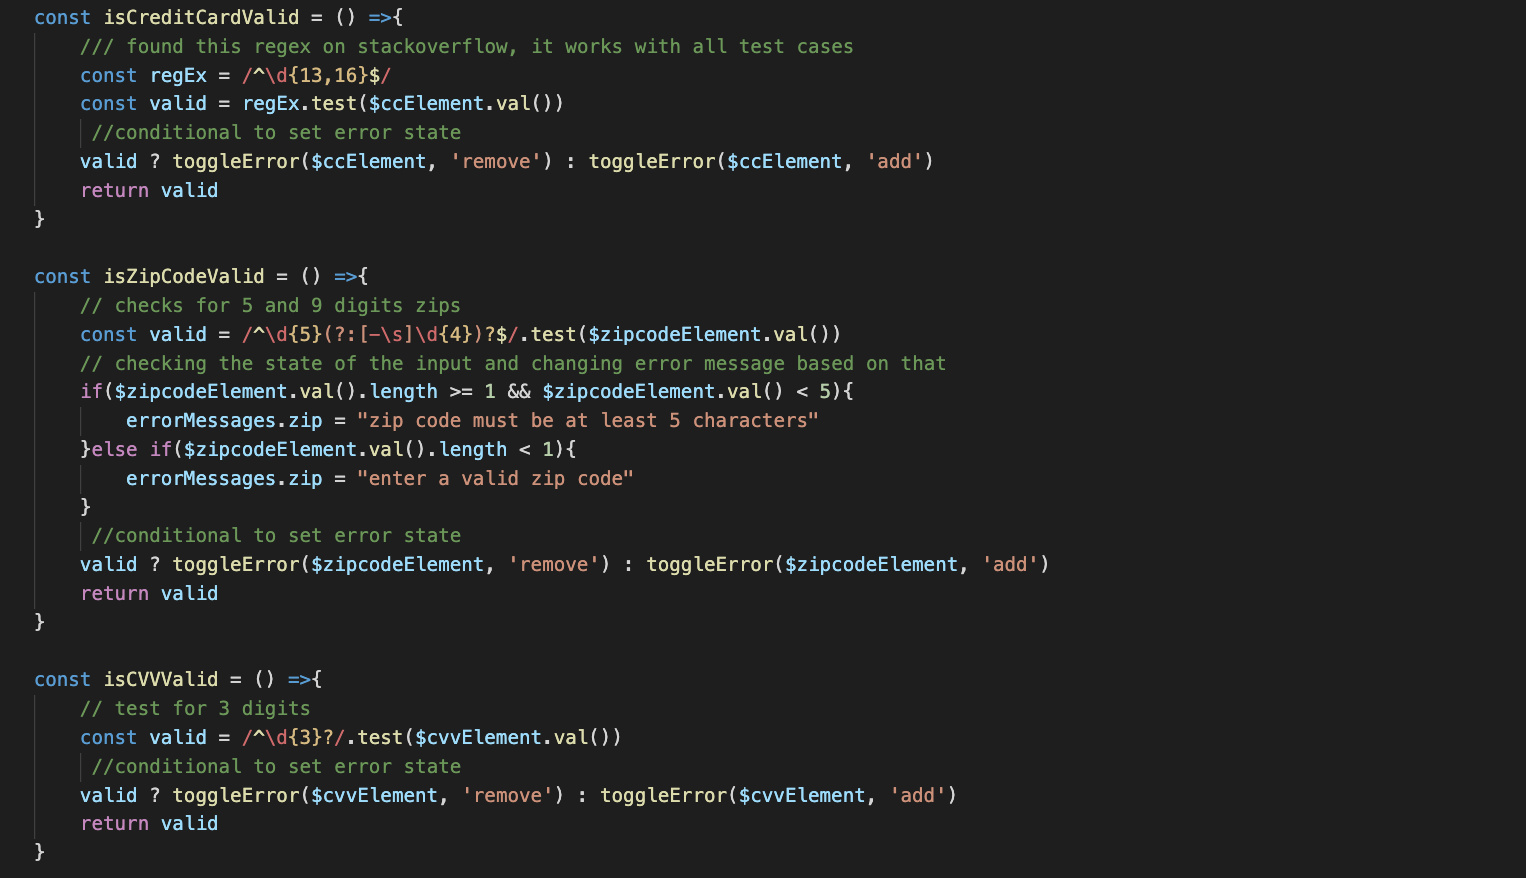 const isCreditCardValid = () =>{
/// found this regex on stackoverflow, it works with all test cases
const regEx = /^\d{13,16}$/
const valid = regEx.test($ccElement.val())
//conditional to set error state
valid ? toggleError($ccElement, 'remove') : toggleError($ccElement, 'add')
return valid
}
const isZipCodeValid = () =>{
// checks for 5 and 9 digits zips
const valid = /^\d{5}(?:[-\s]\d{4})?$/.test($zipcodeElement.val())
// checking the state of the input and changing error message based on that
if($zipcodeElement.val().length >= 1 && $zipcodeElement.val() < 5){
errorMessages.zip = "zip code must be at least 5 characters"
}else if($zipcodeElement.val().length < 1){
errorMessages.zip = "enter a valid zip code"
}
//conditional to set error state
valid ? toggleError($zipcodeElement, 'remove') : toggleError($zipcodeElement, 'add')
return valid
}
const isCVVValid = () =>{
// test for 3 digits
const valid = /^\d{3}?/.test($cvvElement.val())
//conditional to set error state
valid ? toggleError($cvvElement, 'remove') : toggleError($cvvElement, 'add')
return valid
}